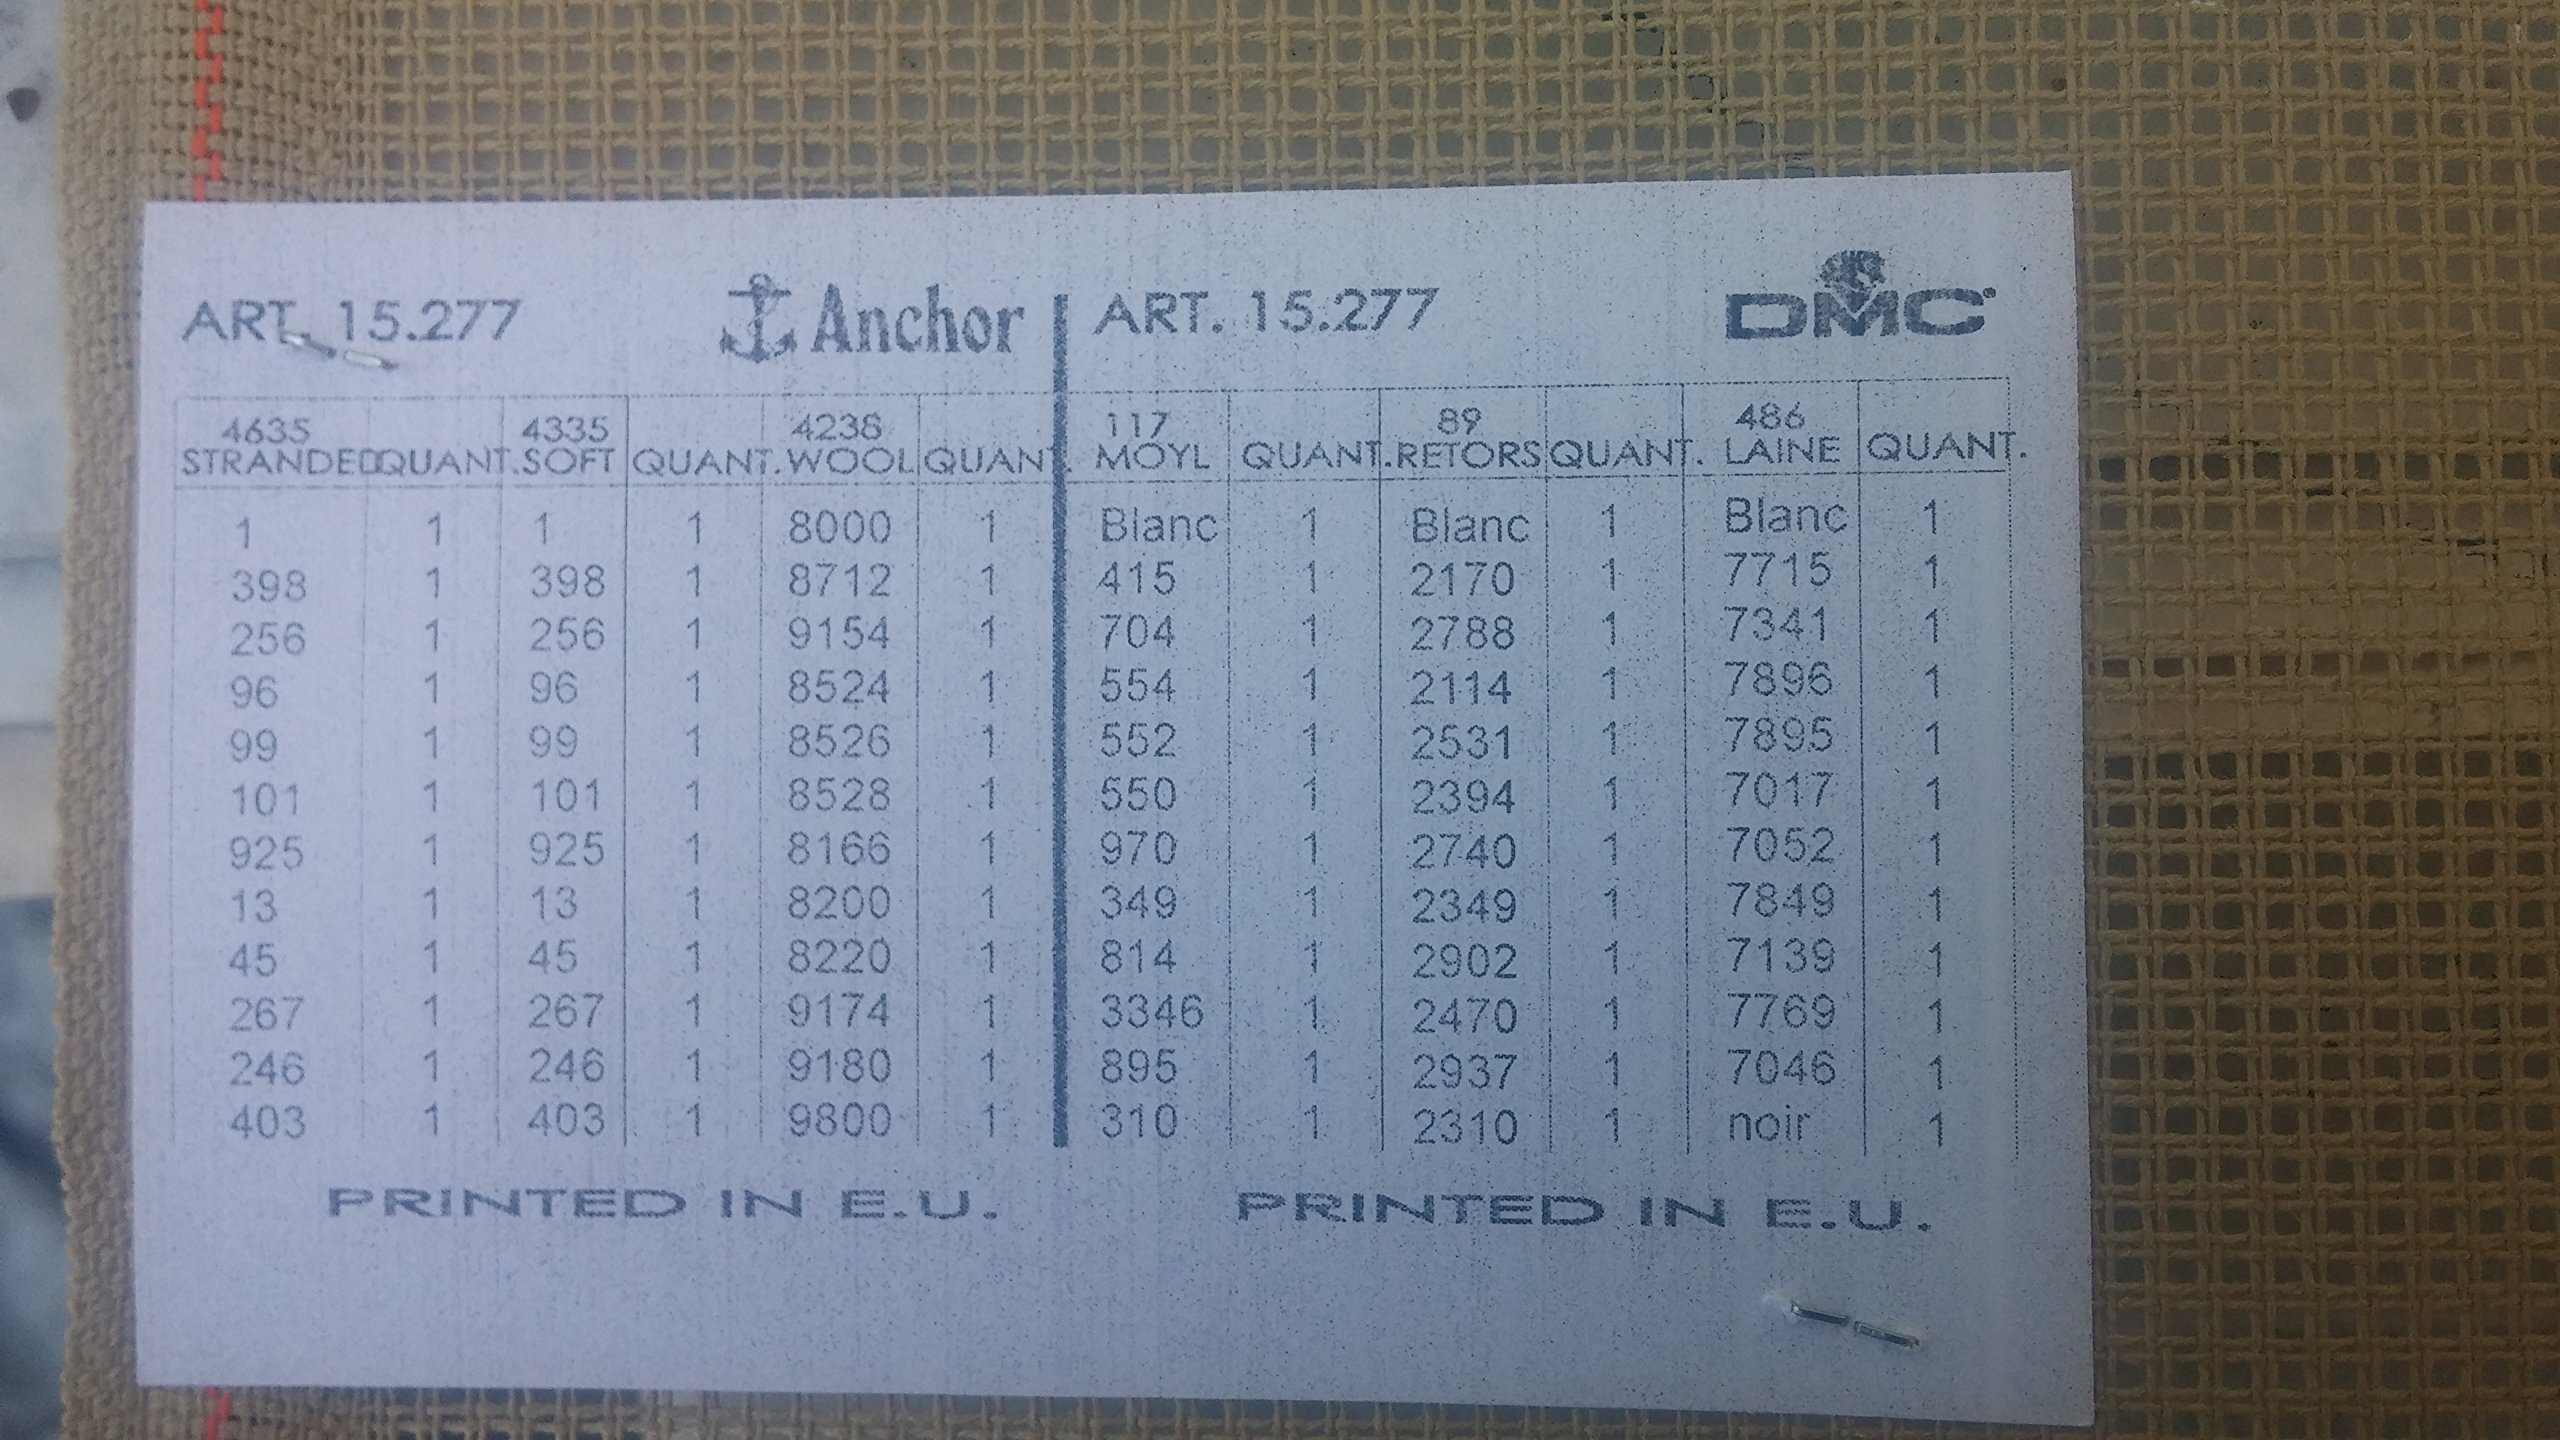 ART. 15.277 Anchor ART. 15.277 DMC
4635 4335 4238 117 89 486
STRANDED QUANT. SOFT QUANT. WOOL QUANT. MOYL QUANT. RETORS QUANT. LAINE QUANT.
1 1 1 1 8000 1 Blanc 1 Blanc 1 Blanc 1
398 1 398 1 8712 1 415 1 2170 1 7715 1
256 1 256 1 9154 1 704 1 2788 1 7341 1
96 1 96 1 8524 1 554 1 2114 1 7896 1
99 1 99 1 8526 1 552 1 2531 1 7895 1
101 1 101 1 8528 1 550 1 2394 1 7017 1
925 1 925 1 8166 1 970 1 2740 1 7052 1
13 1 13 1 8200 1 349 1 2349 1 7849 1
45 1 45 1 8220 1 814 1 2902 1 7139 1
267 1 267 1 9174 1 3346 1 2470 1 7769 1
246 1 246 1 9180 1 895 1 2937 1 7046 1
403 1 403 1 9800 1 310 1 2310 1 noir 1
PRINTED IN E.U. PRINTED IN E.U.